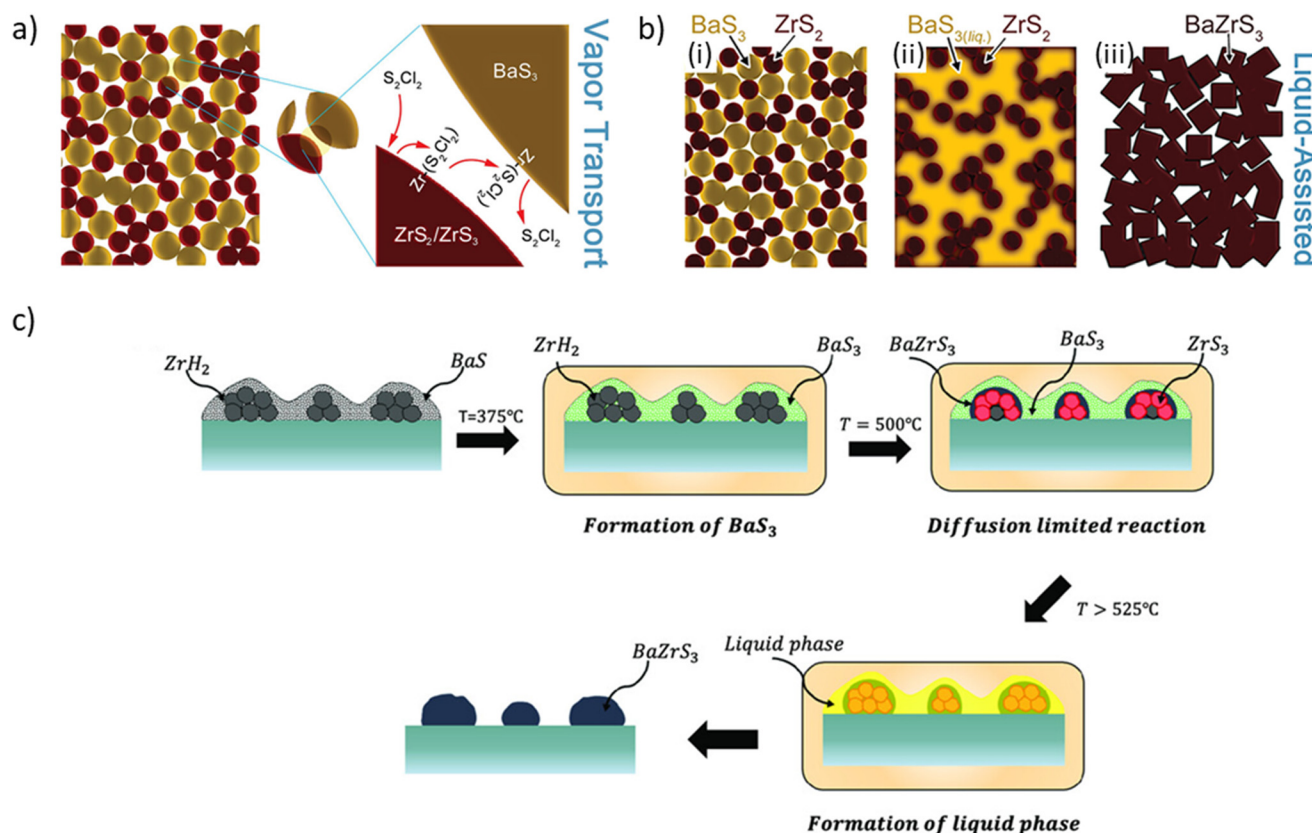 a)
S₂Cl₂
Zr-(S₂Cl₂)
Zr-(S₂Cl₂)₂
S₂Cl₂
BaS₃
ZrS₂/ZrS₃
Vapor Transport
b)
BaS₃ ZrS₂
(i)
BaS₃(liq.) ZrS₂
(ii)
BaZrS₃
(iii)
Liquid-Assisted
c)
ZrH₂
BaS
T=375°C
ZrH₂
BaS₃
Formation of BaS₃
T = 500°C
BaZrS₃
BaS₃
ZrS₃
Diffusion limited reaction
T > 525°C
Liquid phase
Formation of liquid phase
BaZrS₃